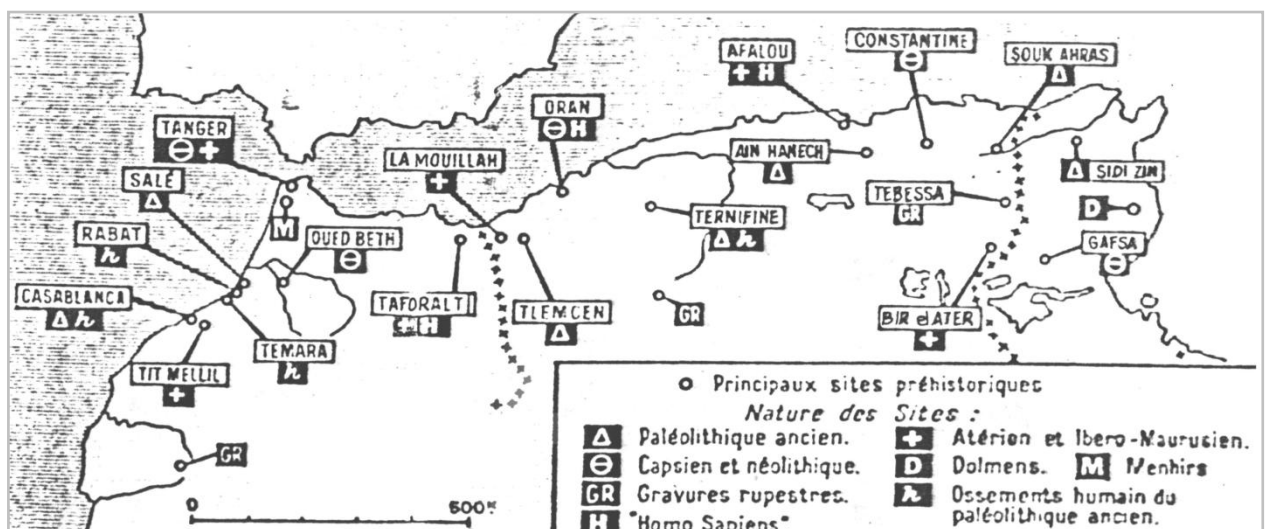 AFALOU
+ H
CONSTANTINE
SOUK AHRAS
Δ
ORAN
H
TANGER
+
LA MOUILLAH
+
AIN HANECH
Δ
SALÉ
Δ
Δ SIDI ZIN
TEBESSA
GR
M
D
RABAT
h
OUED BETH
TERNIFINE
Δ h
GAFSA
CASABLANCA
Δ h
TAFORALT
+ H
TLEMCEN
Δ
GR
BIR el ATER
+
TEMARA
h
TIT MELLIL
+
GR
0 500
Principaux sites préhistoriques
Nature des Sites :
Δ Paléolithique ancien.
Capsien et néolithique.
GR Gravures rupestres.
H "Homo Sapiens"
+ Atérien et Ibero-Maurusien.
D Dolmens. M Menhirs
h Ossements humain du
paléolithique ancien.